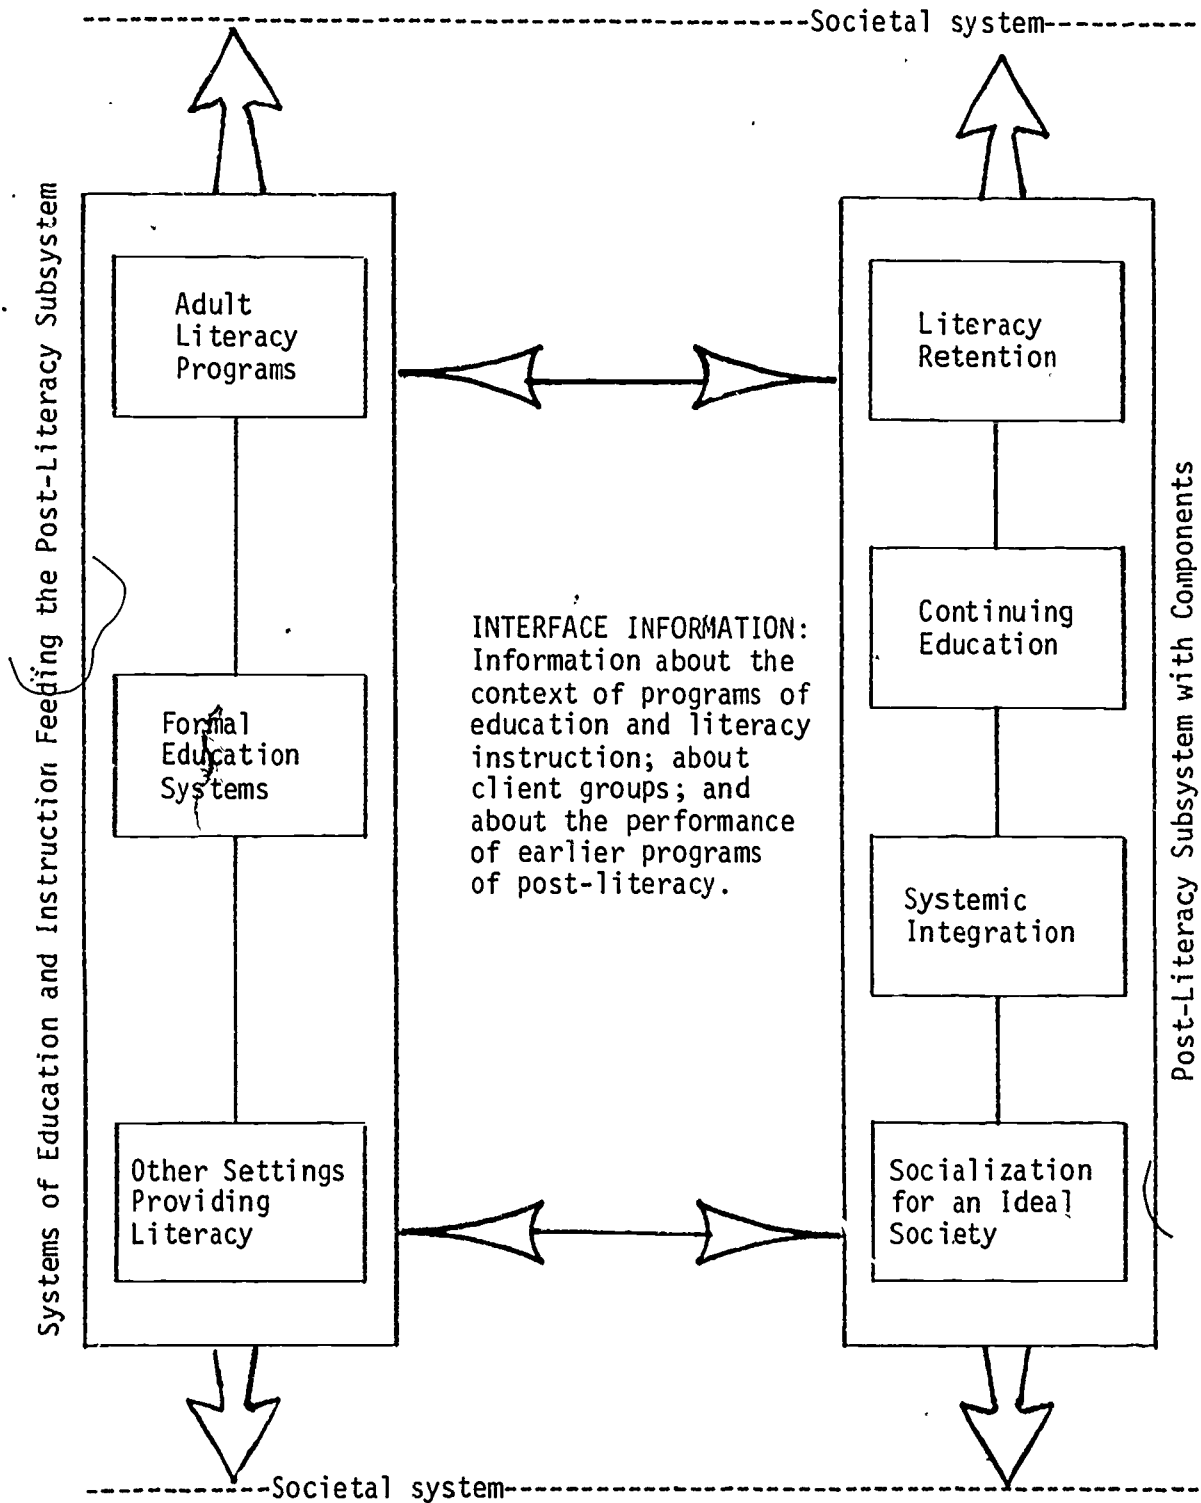 Societal system
Systems of Education and Instruction Feeding the Post-Literacy Subsystem
Adult
Literacy
Programs
Formal
Education
Systems
Other Settings
Providing
Literacy
INTERFACE INFORMATION:
Information about the
context of programs of
education and literacy
instruction; about
client groups; and
about the performance
of earlier programs
of post-literacy.
Literacy
Retention
Continuing
Education
Systemic
Integration
Socialization
for an Ideal
Society
Post-Literacy Subsystem with Components
Societal system